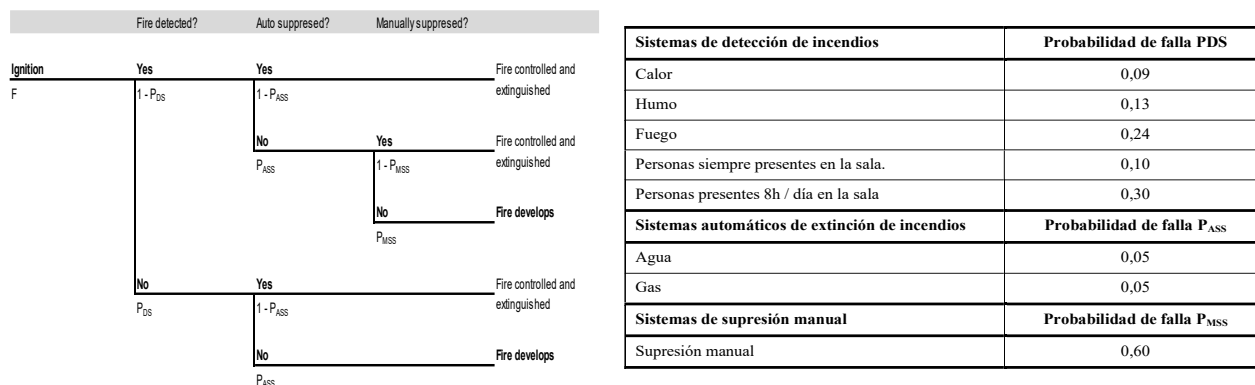 Fire detected? Auto suppresed? Manually suppresed?
Ignition Yes Yes Fire controlled and
F 1 - PDS 1 - PASS extinguished
No Yes Fire controlled and
PASS 1 - PMSS extinguished
No Fire develops
PMSS
No Yes Fire controlled and
PDS 1 - PASS extinguished
No Fire develops
PASS
Sistemas de detección de incendios Probabilidad de falla PDS
Calor 0,09
Humo 0,13
Fuego 0,24
Personas siempre presentes en la sala. 0,10
Personas presentes 8h / día en la sala 0,30
Sistemas automáticos de extinción de incendios Probabilidad de falla PASS
Agua 0,05
Gas 0,05
Sistemas de supresión manual Probabilidad de falla PMSS
Supresión manual 0,60